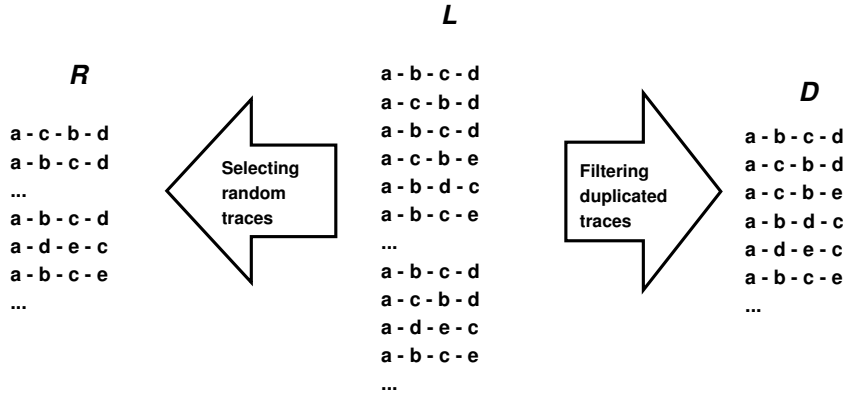 R
a - c - b - d
a - b - c - d
...
a - b - c - d
a - d - e - c
a - b - c - e
...
Selecting
random
traces
L
a - b - c - d
a - c - b - d
a - b - c - d
a - c - b - e
a - b - d - c
a - b - c - e
...
a - b - c - d
a - c - b - d
a - d - e - c
a - b - c - e
...
Filtering
duplicated
traces
D
a - b - c - d
a - c - b - d
a - c - b - e
a - b - d - c
a - d - e - c
a - b - c - e
...